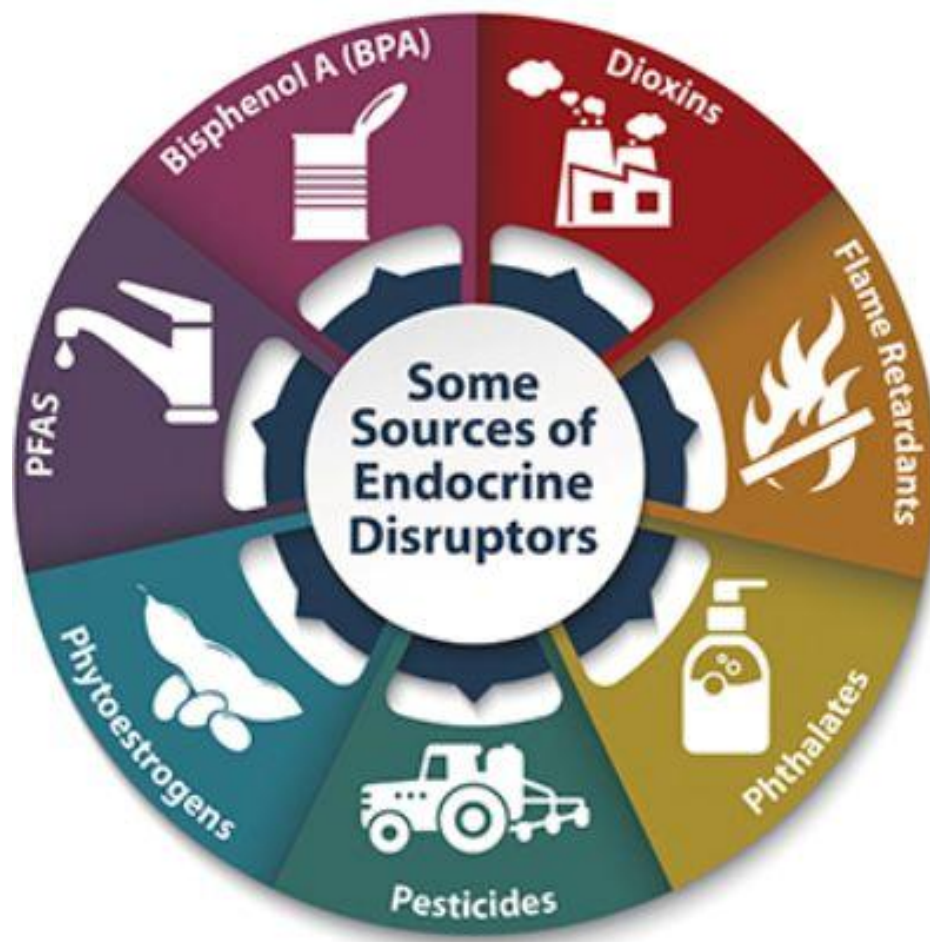 Some
Sources of
Endocrine
Disruptors
Dioxins
Flame Retardants
Phthalates
Pesticides
Phytoestrogens
PFAS
Bisphenol A (BPA)